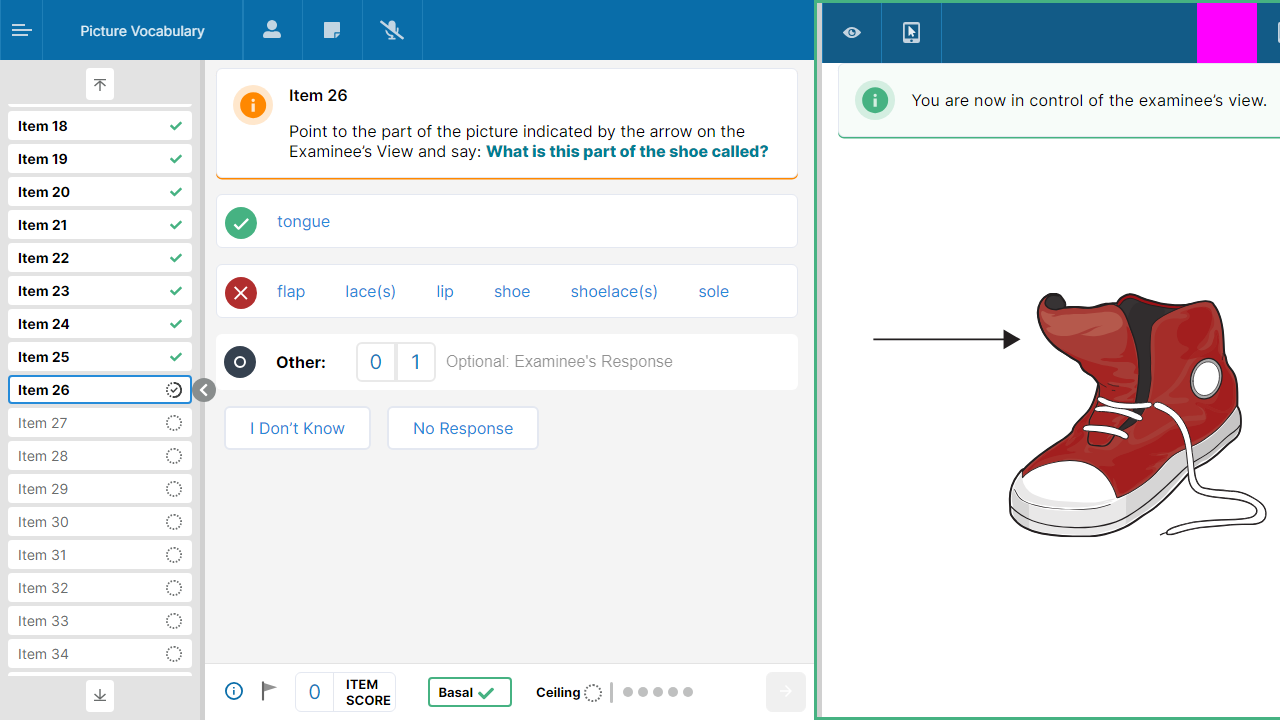 Picture Vocabulary
Item 18
Item 19
Item 20
Item 21
Item 22
Item 23
Item 24
Item 25
Item 26
Item 27
Item 28
Item 29
Item 30
Item 31
Item 32
Item 33
Item 34
Item 26
Point to the part of the picture indicated by the arrow on the
Examinee’s View and say: What is this part of the shoe called?
tongue
flap lace(s) lip shoe shoelace(s) sole
Other: 0 1 Optional: Examinee's Response
I Don’t Know No Response
0 ITEM
SCORE
Basal
Ceiling
You are now in control of the examinee’s view.